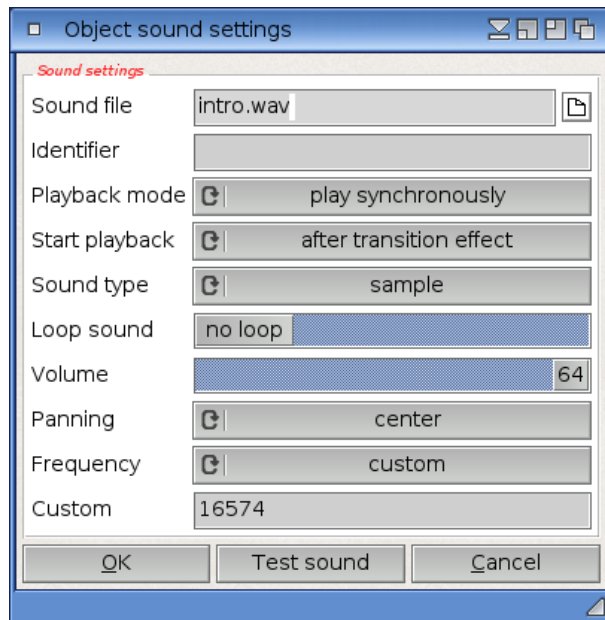 Object sound settings
Sound settings
Sound file intro.wav
Identifier
Playback mode play synchronously
Start playback after transition effect
Sound type sample
Loop sound no loop
Volume 64
Panning center
Frequency custom
Custom 16574
OK Test sound Cancel